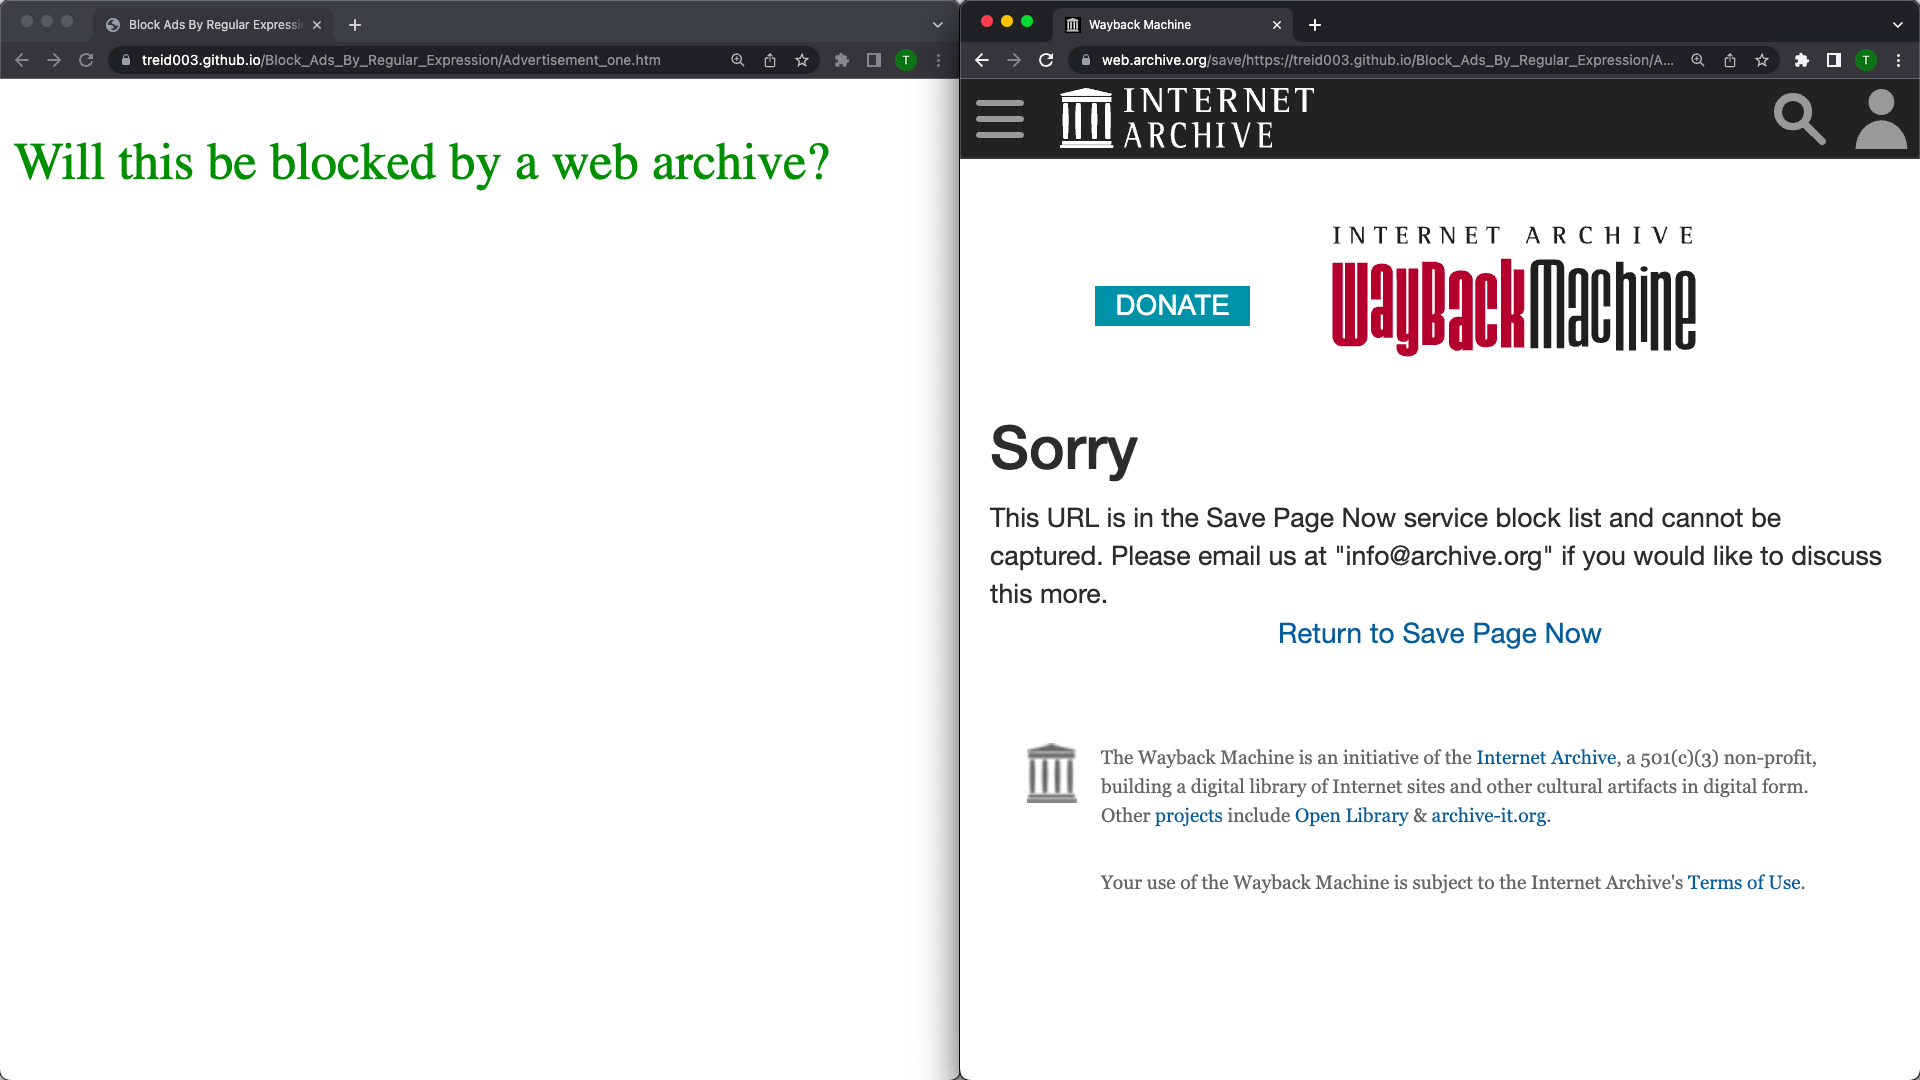 Block Ads By Regular Expressi
treid003.github.io/Block_Ads_By_Regular_Expression/Advertisement_one.htm
T
Will this be blocked by a web archive?
Wayback Machine
web.archive.org/save/https://treid003.github.io/Block_Ads_By_Regular_Expression/A...
T
INTERNET
ARCHIVE
INTERNET ARCHIVE
WayBackMachine
DONATE
Sorry
This URL is in the Save Page Now service block list and cannot be
captured. Please email us at "info@archive.org" if you would like to discuss
this more.
Return to Save Page Now
The Wayback Machine is an initiative of the Internet Archive, a 501(c)(3) non-profit,
building a digital library of Internet sites and other cultural artifacts in digital form.
Other projects include Open Library & archive-it.org.
Your use of the Wayback Machine is subject to the Internet Archive's Terms of Use.